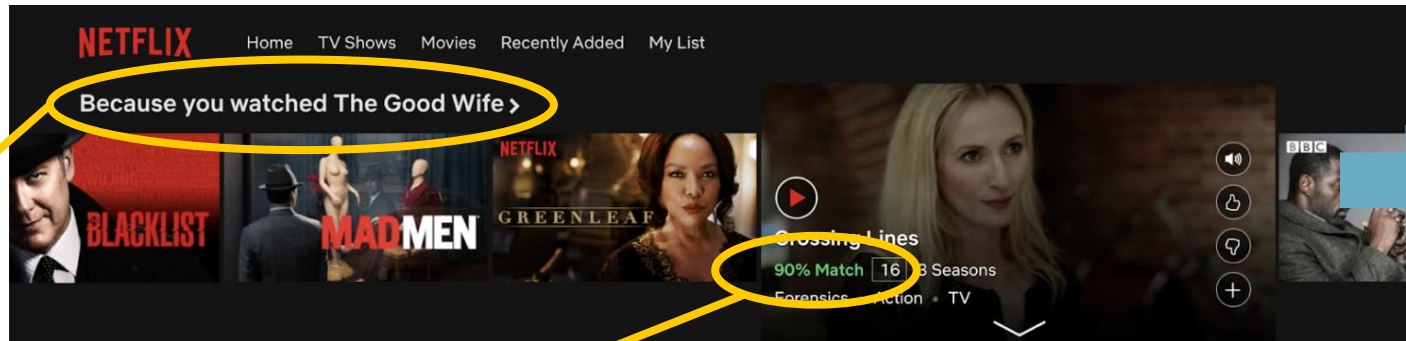 NETFLIX Home TV Shows Movies Recently Added My List
Because you watched The Good Wife >
BLACKLIST
MADMEN
NETFLIX
GREENLEAF
Crossing Lines
90% Match 16 3 Seasons
Forensics • Action • TV
BBC